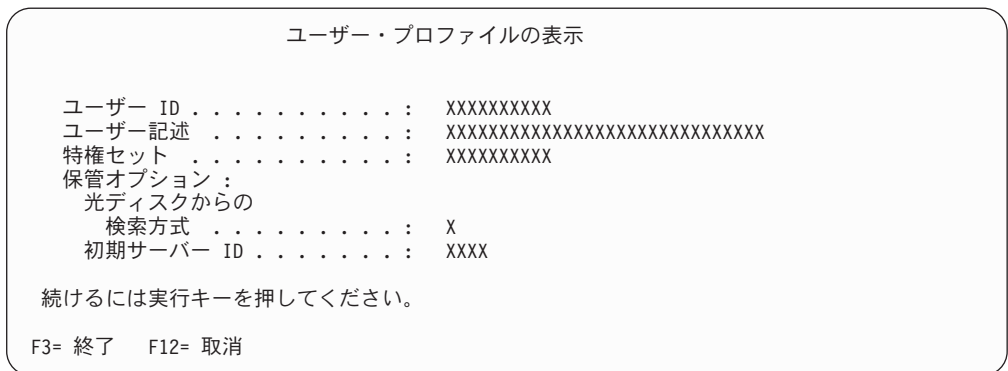 ユーザー・プロファイルの表示
ユーザー ID . . . . . . . . . . : XXXXXXXXXX
ユーザー記述 . . . . . . . . . : XXXXXXXXXXXXXXXXXXXXXXXXXXXXXX
特権セット . . . . . . . . . . : XXXXXXXXXX
保管オプション :
光ディスクからの
検索方式 . . . . . . . . . : X
初期サーバー ID . . . . . . . : XXXX
続けるには実行キーを押してください。
F3= 終了 F12= 取消